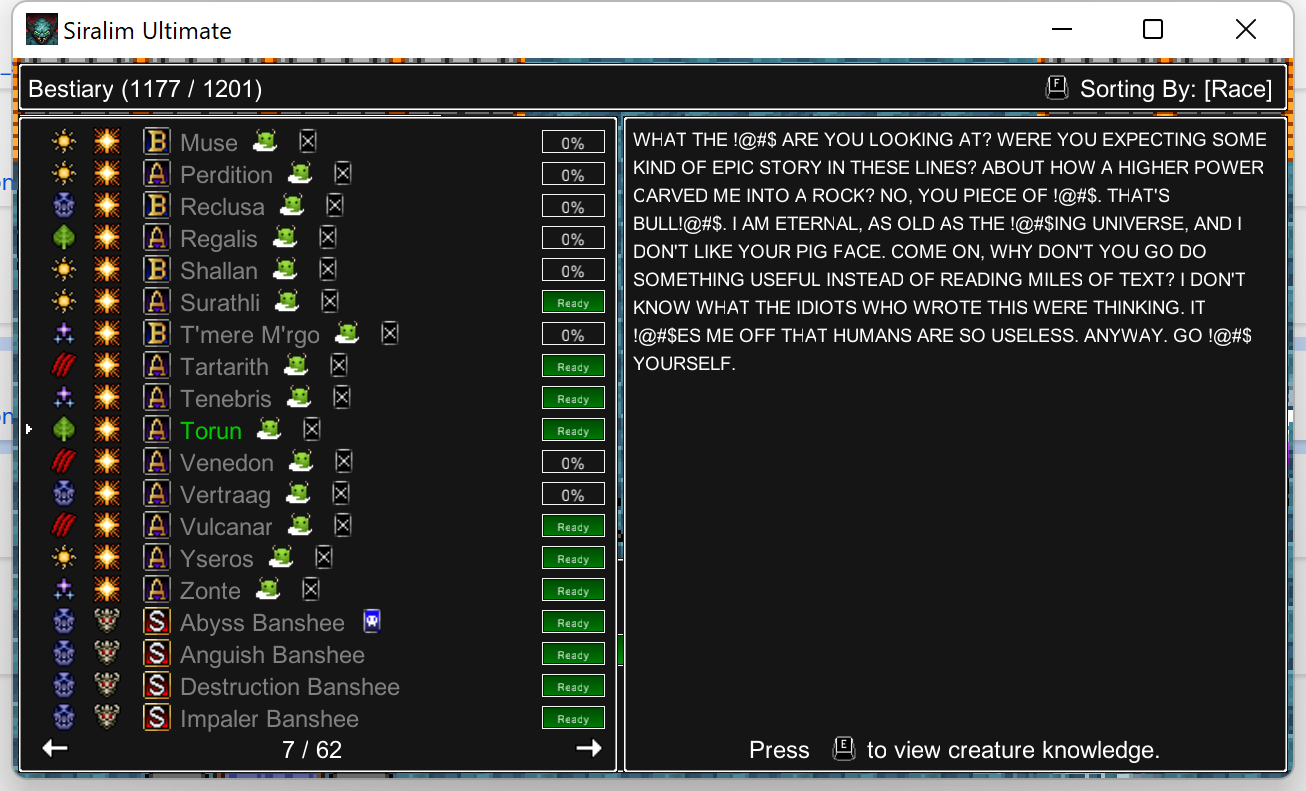 Siralim Ultimate
Bestiary (1177 / 1201)
F Sorting By: [Race]
B Muse 0%
A Perdition 0%
B Reclusa 0%
A Regalis 0%
B Shallan 0%
A Surathli Ready
B T'mere M'rgo 0%
A Tartarith Ready
A Tenebris Ready
A Torun Ready
A Venedon 0%
A Vertraag 0%
A Vulcanar Ready
A Yseros Ready
A Zonte Ready
S Abyss Banshee Ready
S Anguish Banshee Ready
S Destruction Banshee Ready
S Impaler Banshee Ready
7 / 62
WHAT THE !@#$ ARE YOU LOOKING AT? WERE YOU EXPECTING SOME
KIND OF EPIC STORY IN THESE LINES? ABOUT HOW A HIGHER POWER
CARVED ME INTO A ROCK? NO, YOU PIECE OF !@#$. THAT'S
BULL!@#$. I AM ETERNAL, AS OLD AS THE !@#$ING UNIVERSE, AND I
DON'T LIKE YOUR PIG FACE. COME ON, WHY DON'T YOU GO DO
SOMETHING USEFUL INSTEAD OF READING MILES OF TEXT? I DON'T
KNOW WHAT THE IDIOTS WHO WROTE THIS WERE THINKING. IT
!@#$ES ME OFF THAT HUMANS ARE SO USELESS. ANYWAY. GO !@#$
YOURSELF.
Press E to view creature knowledge.